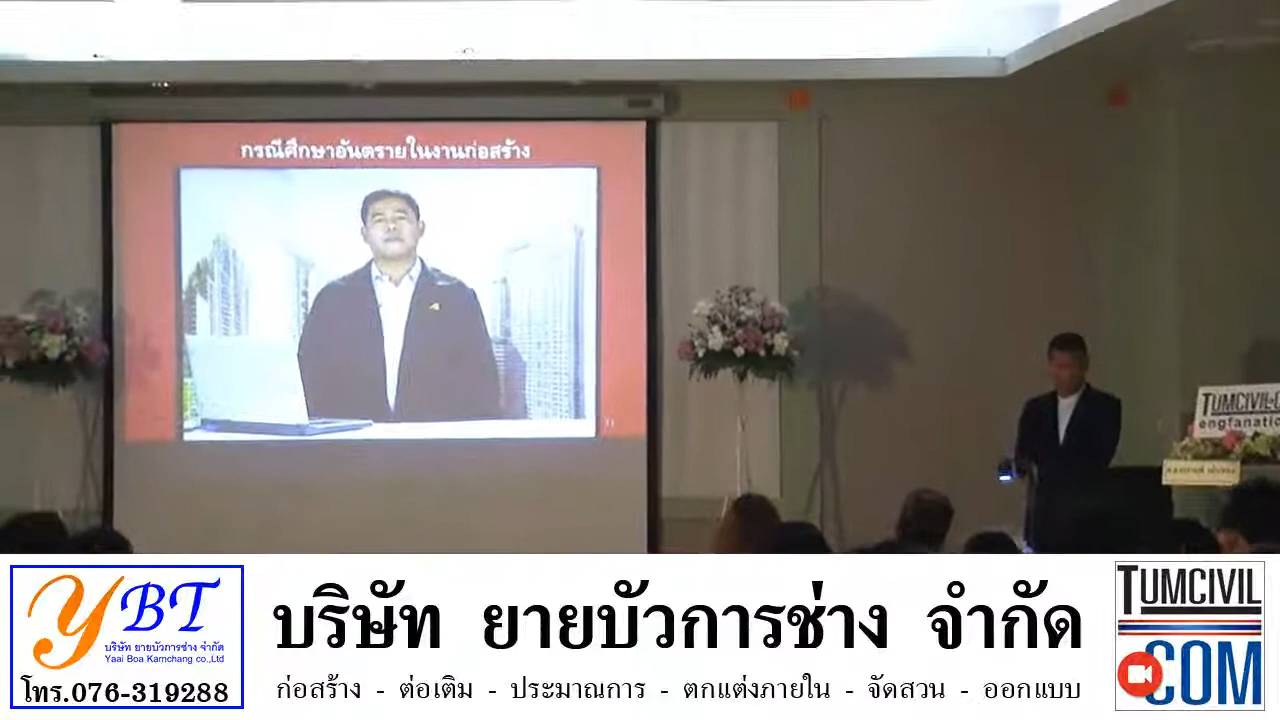 กรณีศึกษาอันตรายในงานก่อสร้าง
11
TUMCIVIL
engfanatic
YBT
บริษัท ยายบัวการช่าง จำกัด
Yaai Boa Karnchang co.,Ltd
โทร.076-319288
บริษัท ยายบัวการช่าง จำกัด
ก่อสร้าง - ต่อเติม - ประมาณการ - ตกแต่งภายใน - จัดสวน - ออกแบบ
TUMCIVIL
COM